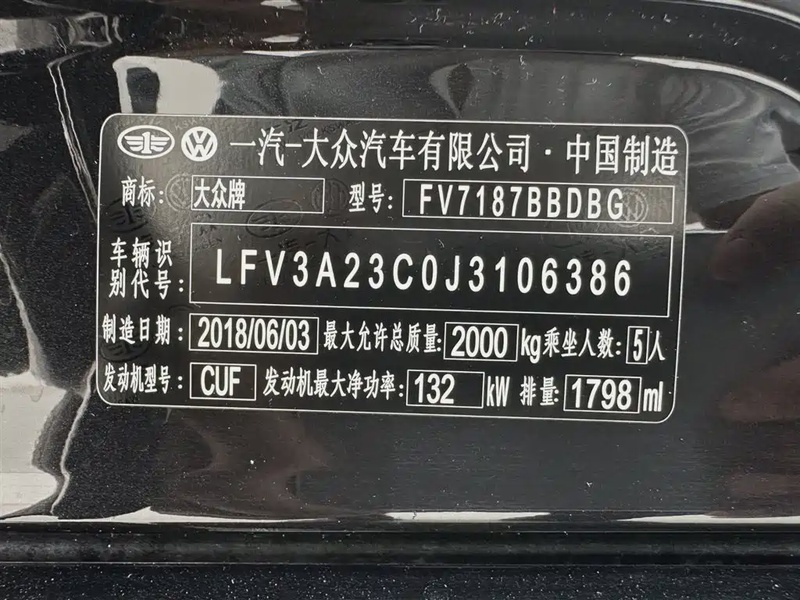 一汽-大众汽车有限公司·中国制造
商标: 大众牌 型号: FV7187BBDBG
车辆识别代号: LFV3A23C0J3106386
制造日期: 2018/06/03 最大允许总质量: 2000 kg 乘坐人数: 5 人
发动机型号: CUF 发动机最大净功率: 132 kW 排量: 1798 ml